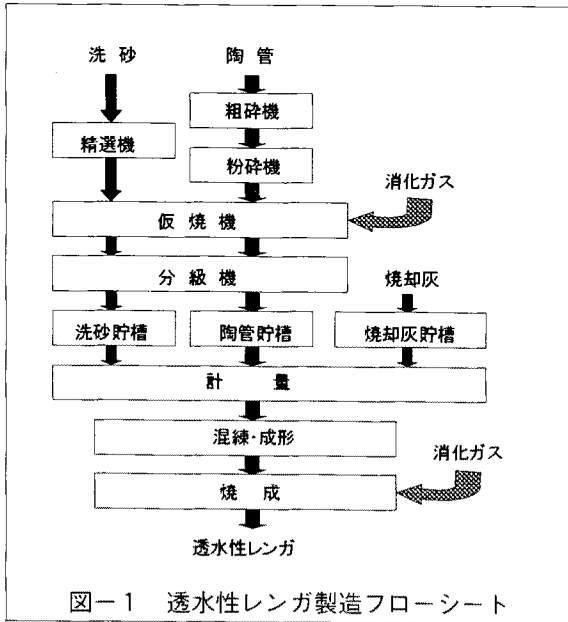 洗砂 陶管
粗砕機
精選機
粉砕機
消化ガス
仮焼機
分級機
焼却灰
洗砂貯槽 陶管貯槽 焼却灰貯槽
計量
混練・成形
消化ガス
焼成
透水性レンガ
図－1 透水性レンガ製造フローシート